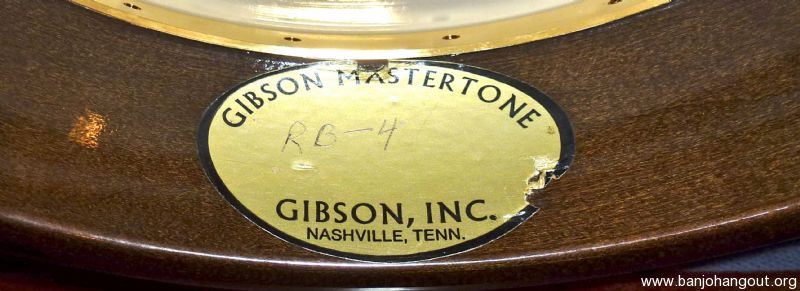 GIBSON MASTERTONE
RB-4
GIBSON, INC.
NASHVILLE, TENN.
www.banjohangout.org